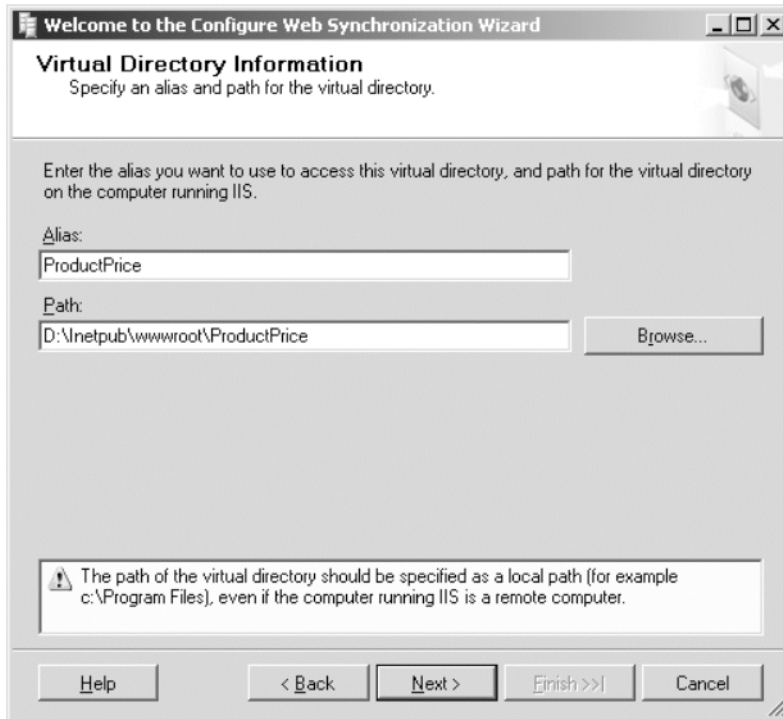 Welcome to the Configure Web Synchronization Wizard
Virtual Directory Information
Specify an alias and path for the virtual directory.
Enter the alias you want to use to access this virtual directory, and path for the virtual directory
on the computer running IIS.
Alias:
ProductPrice
Path:
D:\Inetpub\wwwroot\ProductPrice
Browse...
The path of the virtual directory should be specified as a local path (for example
c:\Program Files), even if the computer running IIS is a remote computer.
Help
< Back
Next >
Finish >>|
Cancel